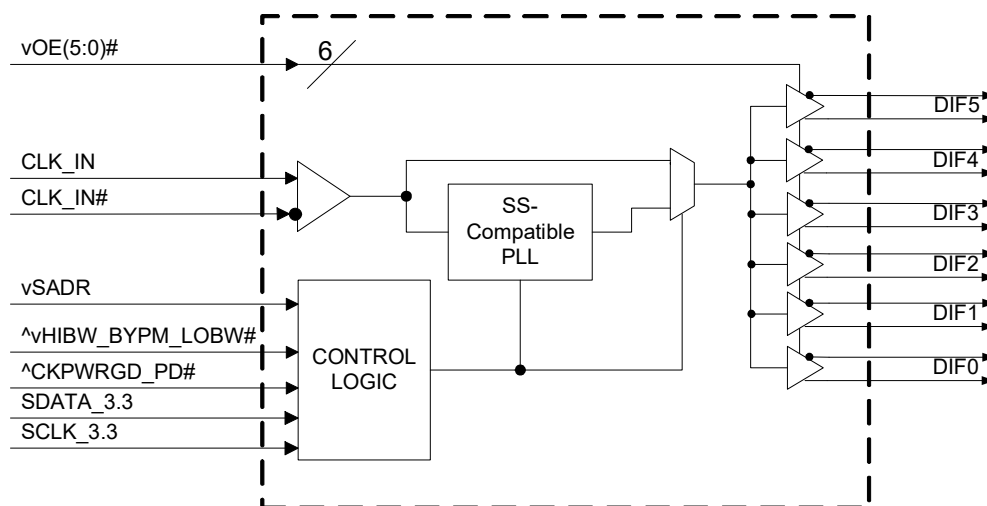 vOE(5:0)#
6
CLK_IN
CLK_IN#
SS-
Compatible
PLL
vSADR
^vHIBW_BYPM_LOBW#
^CKPWRGD_PD#
SDATA_3.3
SCLK_3.3
CONTROL
LOGIC
DIF5
DIF4
DIF3
DIF2
DIF1
DIF0